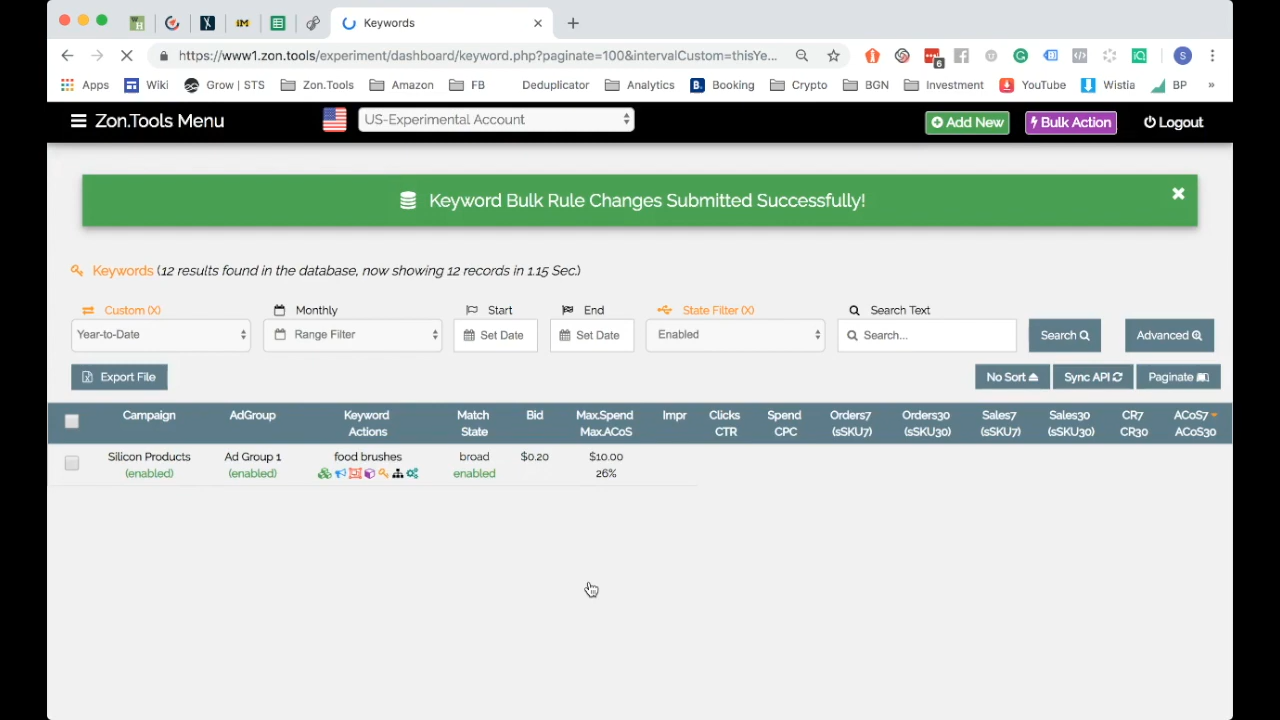 Keywords
https://www1.zon.tools/experiment/dashboard/keyword.php?paginate=100&intervalCustom=thisYe...
Apps Wiki Grow | STS Zon.Tools Amazon FB Deduplicator Analytics Booking Crypto BGN Investment YouTube Wistia BP »
Zon.Tools Menu US-Experimental Account Add New Bulk Action Logout
Keyword Bulk Rule Changes Submitted Successfully!
Keywords (12 results found in the database, now showing 12 records in 1.15 Sec.)
Custom (X) Monthly Start End State Filter (X) Search Text
Year-to-Date Range Filter Set Date Set Date Enabled Search... Search Advanced
Export File No Sort Sync API Paginate
Campaign AdGroup Keyword Match Bid Max.Spend Impr Clicks Spend Orders7 Orders30 Sales7 Sales30 CR7 ACoS7
Actions State Max.ACoS CTR CPC (sSKU7) (sSKU30) (sSKU7) (sSKU30) CR30 ACoS30
Silicon Products Ad Group 1 food brushes broad $0.20 $10.00
(enabled) (enabled) enabled 26%